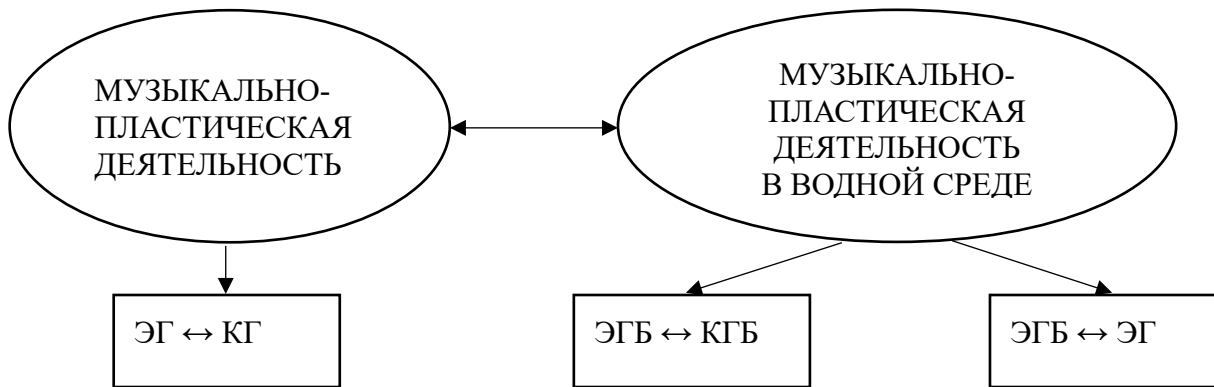 МУЗЫКАЛЬНО-
ПЛАСТИЧЕСКАЯ
ДЕЯТЕЛЬНОСТЬ
МУЗЫКАЛЬНО-
ПЛАСТИЧЕСКАЯ
ДЕЯТЕЛЬНОСТЬ
В ВОДНОЙ СРЕДЕ
ЭГ ↔ КГ
ЭГБ ↔ КГБ
ЭГБ ↔ ЭГ